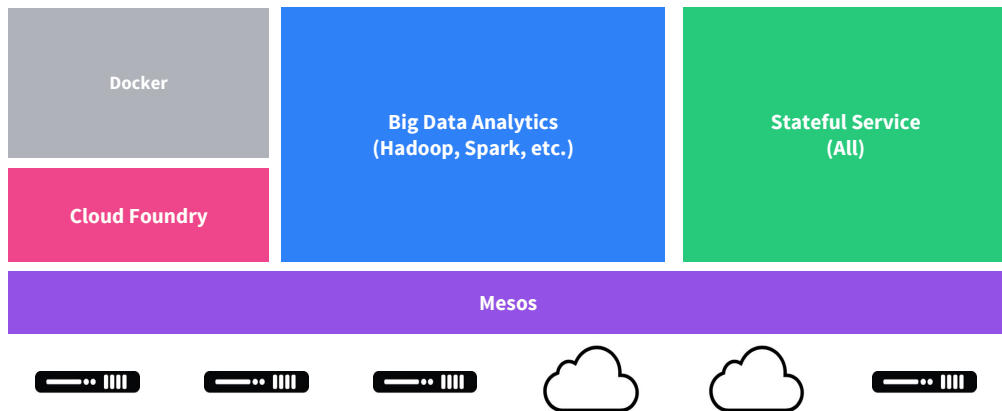 Docker
Big Data Analytics
(Hadoop, Spark, etc.)
Stateful Service
(All)
Cloud Foundry
Mesos